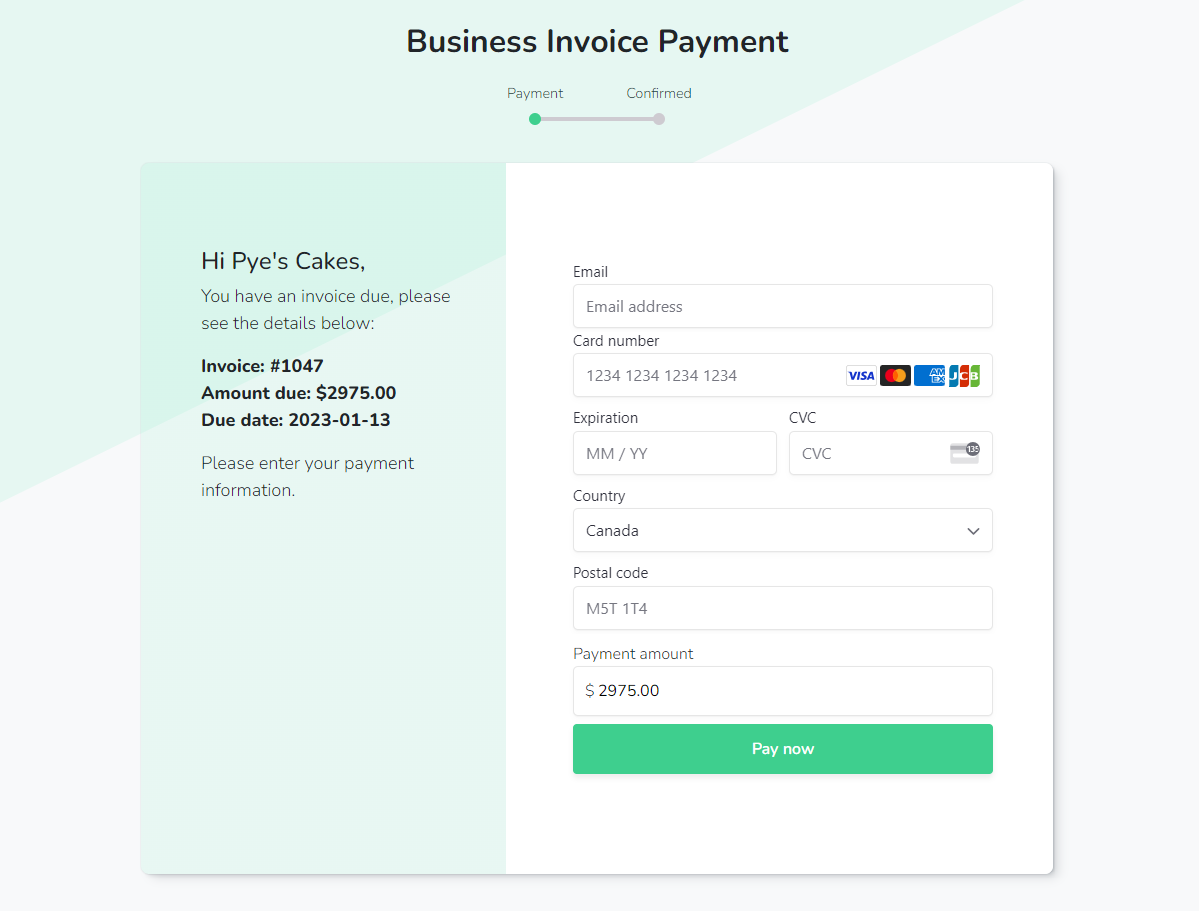 Business Invoice Payment
Payment Confirmed
Hi Pye's Cakes,
You have an invoice due, please
see the details below:
Invoice: #1047
Amount due: $2975.00
Due date: 2023-01-13
Please enter your payment
information.
Email
Email address
Card number
1234 1234 1234 1234 VISA AM EX JCB
Expiration CVC
MM / YY CVC 135
Country
Canada
Postal code
M5T 1T4
Payment amount
$ 2975.00
Pay now